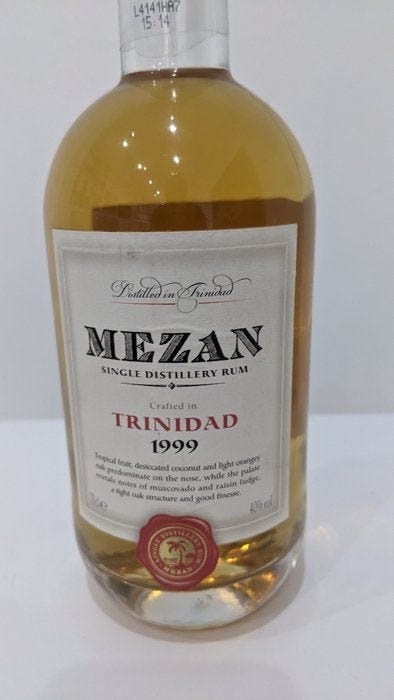 L4141HA7
15:14
Distilled in Trinidad
MEZAN
SINGLE DISTILLERY RUM
Crafted in
TRINIDAD
1999
Tropical fruit, desiccated coconut and light orangey
oak predominate on the nose, while the palate
reveals notes of muscovado and raisin fudge,
a tight oak structure and good finesse.
70cl e
40% vol
SINGLE DISTILLERY RUM
MEZAN